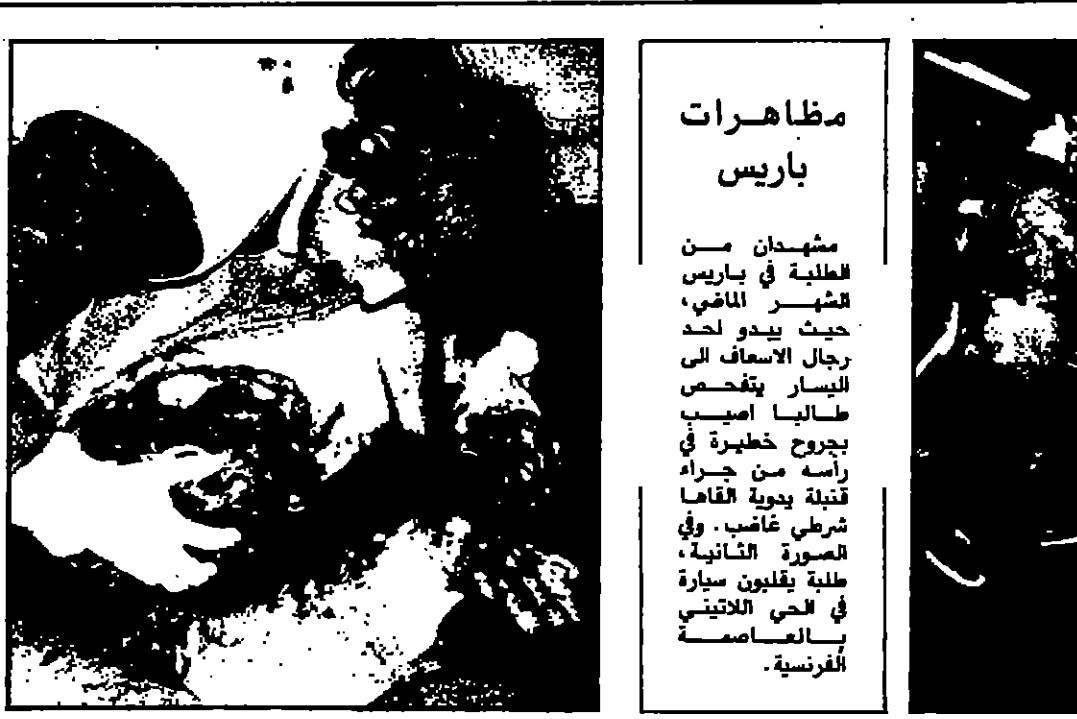 مظاهرات
باريس
مشهدان من
الطلبة في باريس
الشهر الماضي،
حيث يبدو احد
رجال الاسعاف الى
اليسار يتفحص
طالبا اصيب
بجروح خطيرة في
رأسه من جراء
قنبلة يدوية القاها
شرطي غاضب. وفي
الصورة الثانية،
طلبة يقلبون سيارة
في الحي اللاتيني
بالعاصمة
الفرنسية.